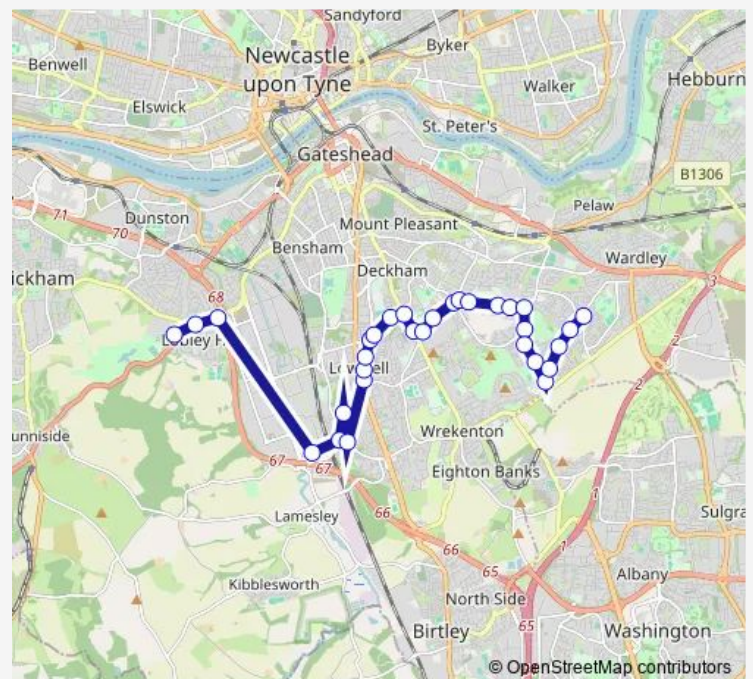 Sandyford
Newcastle
upon Tyne
Byker
Benwell
Walker
Hebburn
Elswick
St. Peter's
Gateshead
B1306
71
70
Dunston
Mount Pleasant
Pelaw
Bensham
Wardley
ickham
Deckham
3
68
2
2
Wrekenton
unniside
67
67
Eighton Banks
1
Lamesley
66
Sulgra
66
1
65
Albany
Kibblesworth
North Side
65
Birtley
Washington
© OpenStreetMap contributors